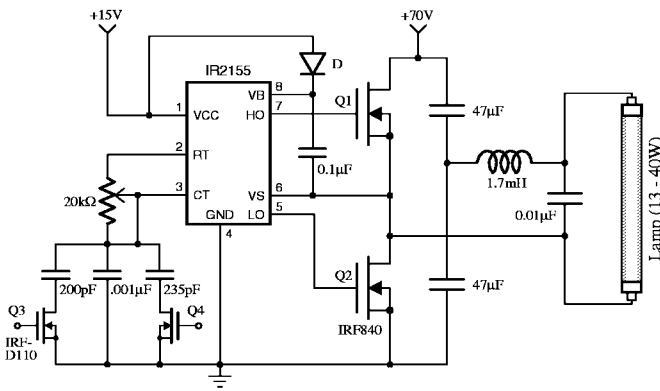 +15V
+70V
IR2155
D
8
VB
7
HO
Q1
1
VCC
47µF
2
RT
0.1µF
1.7mH
3
CT
6
VS
5
LO
20kΩ
0.01µF
GND
4
Lamp (13 - 40W)
Q2
47µF
200pF
.001µF
235pF
Q3
Q4
IRF-
D110
IRF840